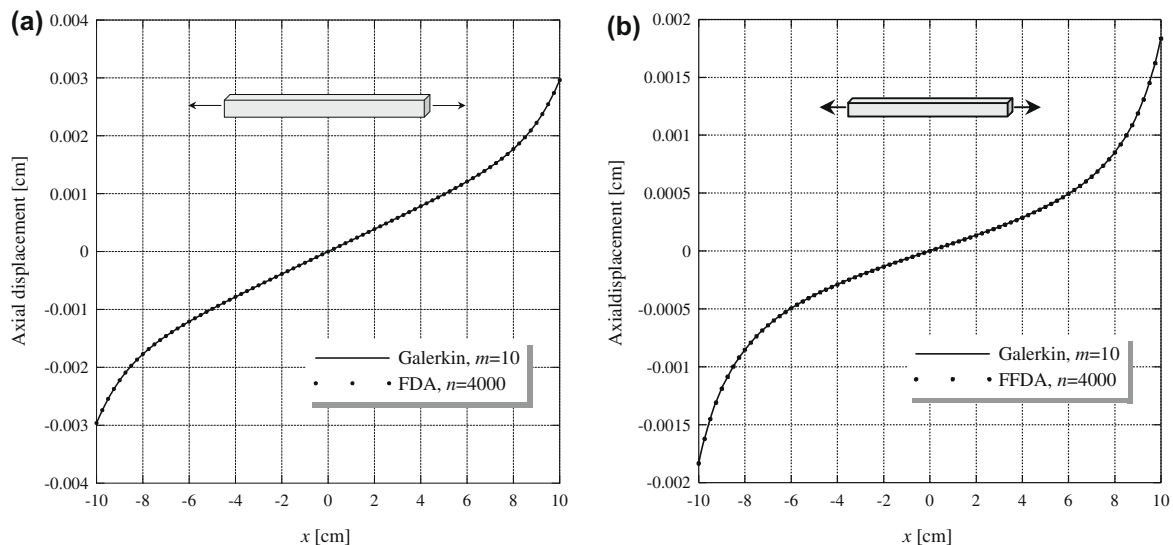 (a)
0.004
0.003
0.002
0.001
0
-0.001
-0.002
-0.003
-0.004
Axial displacement [cm]
Galerkin, m=10
FDA, n=4000
-10 -8 -6 -4 -2 0 2 4 6 8 10
x [cm]
(b)
0.002
0.0015
0.001
0.0005
0
-0.0005
-0.001
-0.0015
-0.002
Axialdisplacement [cm]
Galerkin, m=10
FFDA, n=4000
-10 -8 -6 -4 -2 0 2 4 6 8 10
x [cm]